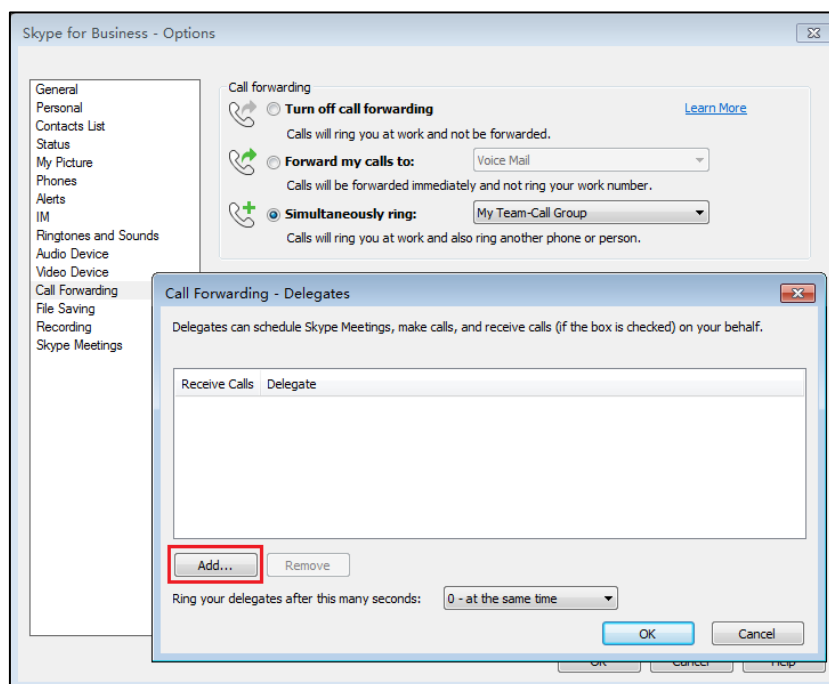 Skype for Business - Options
General
Personal
Contacts List
Status
My Picture
Phones
Alerts
IM
Ringtones and Sounds
Audio Device
Video Device
Call Forwarding
File Saving
Recording
Skype Meetings
Call forwarding
Turn off call forwarding
Learn More
Calls will ring you at work and not be forwarded.
Forward my calls to:
Voice Mail
Calls will be forwarded immediately and not ring your work number.
Simultaneously ring:
My Team-Call Group
Calls will ring you at work and also ring another phone or person.
Call Forwarding - Delegates
Delegates can schedule Skype Meetings, make calls, and receive calls (if the box is checked) on your behalf.
Receive Calls Delegate
Add... Remove
Ring your delegates after this many seconds: 0 - at the same time
OK Cancel
OK Cancel Help